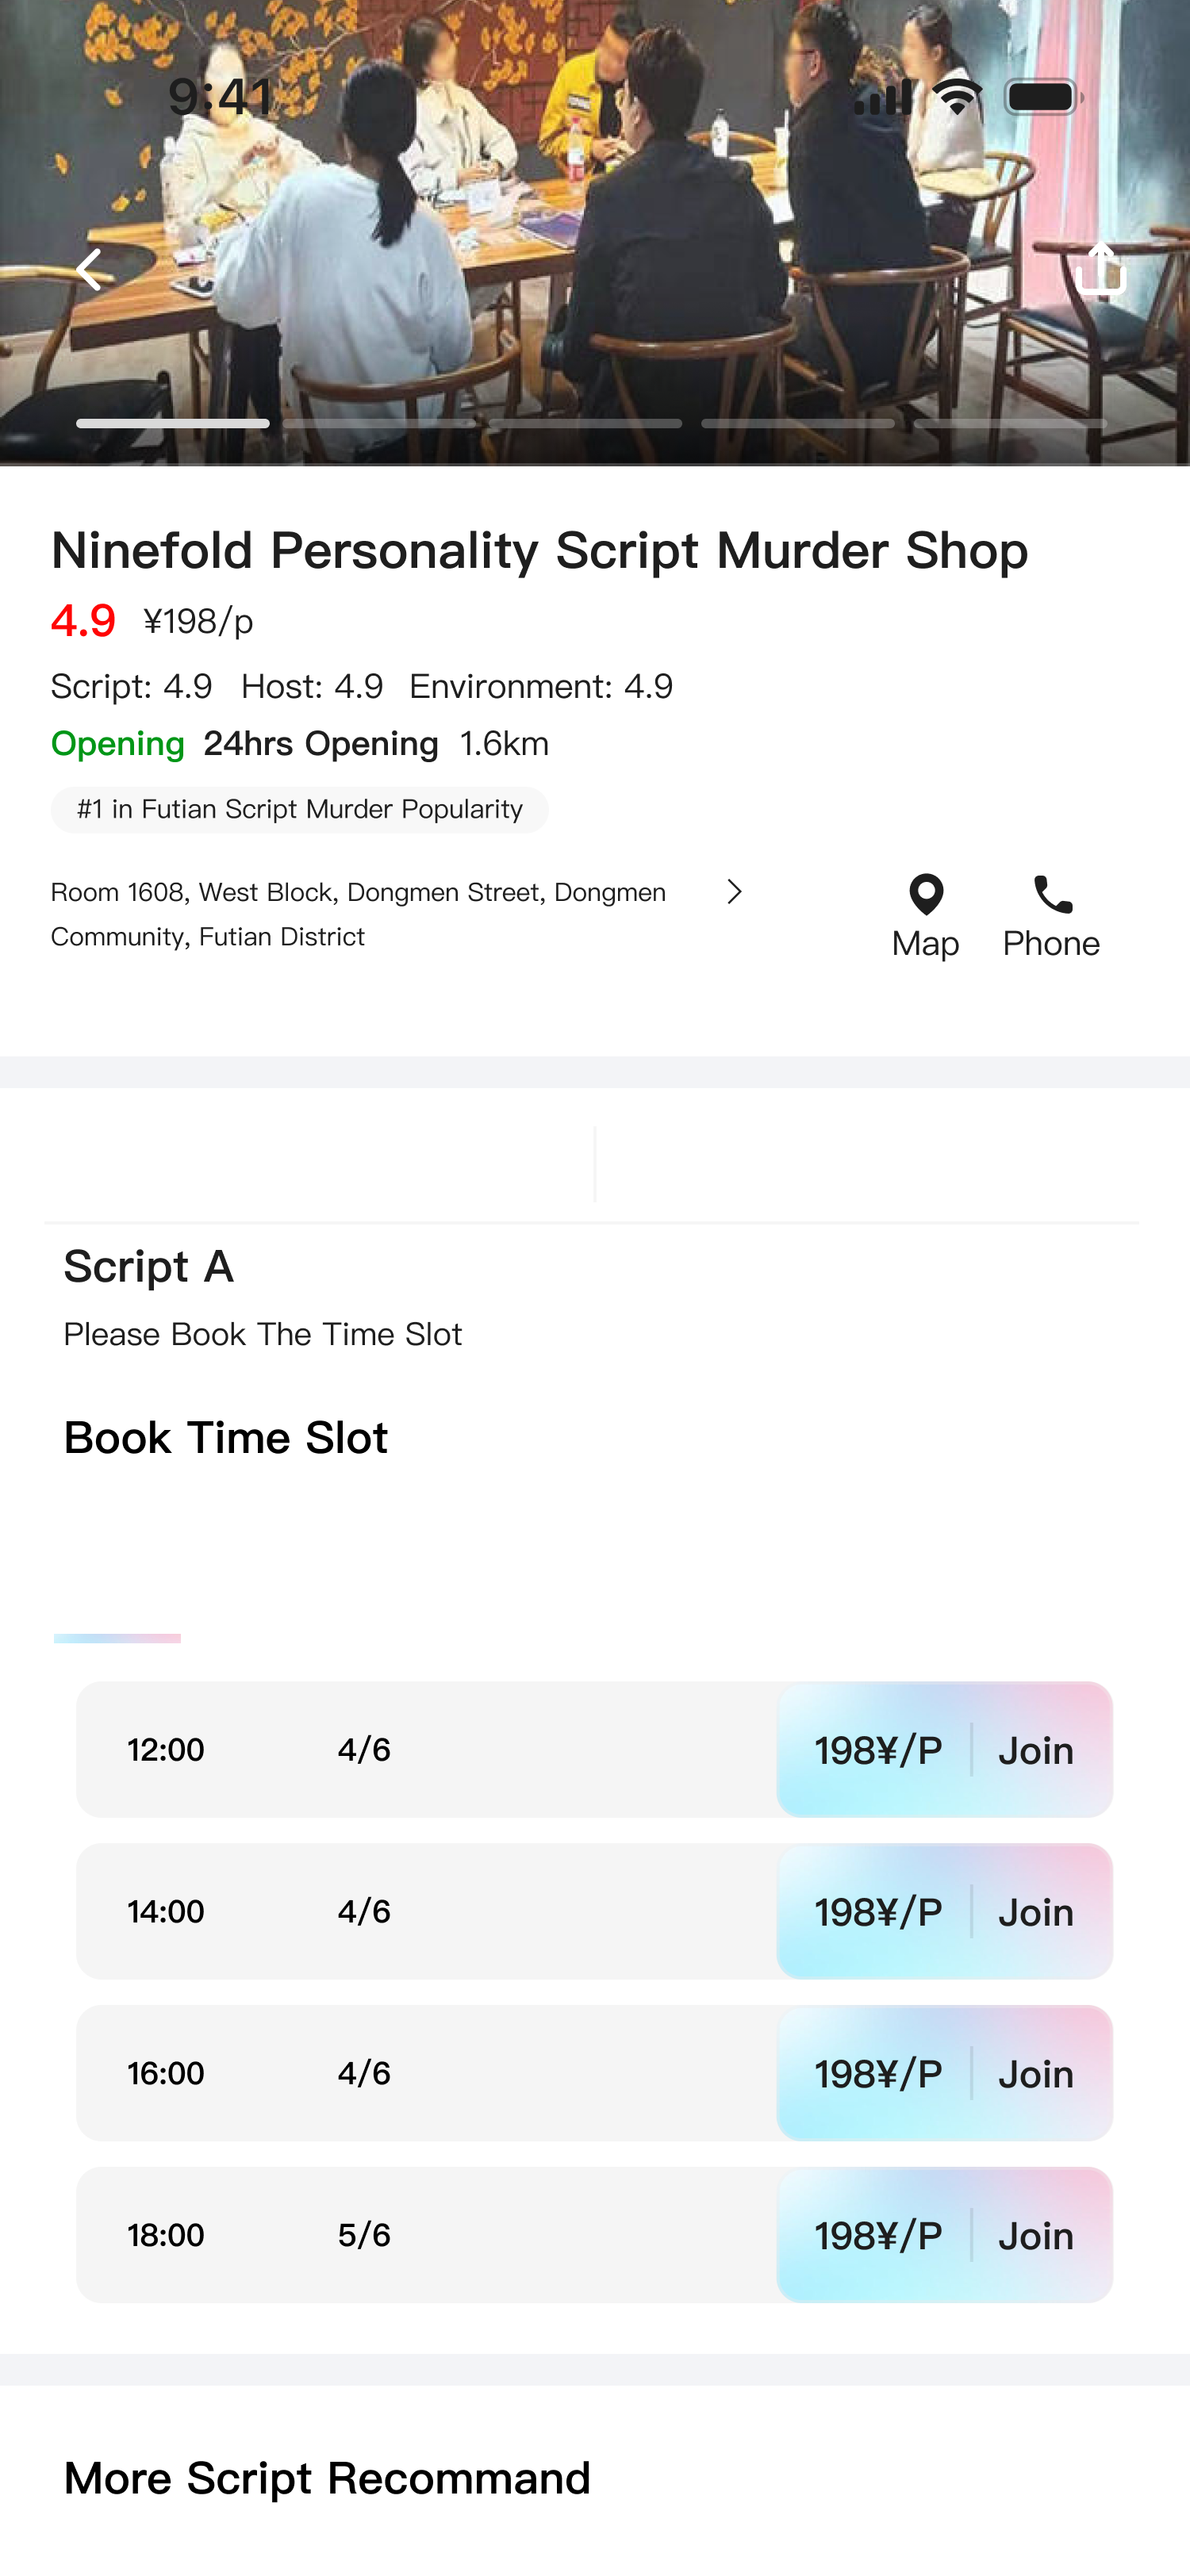 9:41
Ninefold Personality Script Murder Shop
4.9 ¥198/p
Script: 4.9 Host: 4.9 Environment: 4.9
Opening 24hrs Opening 1.6km
#1 in Futian Script Murder Popularity
Room 1608, West Block, Dongmen Street, Dongmen
Community, Futian District
Map Phone
Script A
Please Book The Time Slot
Book Time Slot
12:00 4/6 198¥/P Join
14:00 4/6 198¥/P Join
16:00 4/6 198¥/P Join
18:00 5/6 198¥/P Join
More Script Recommand